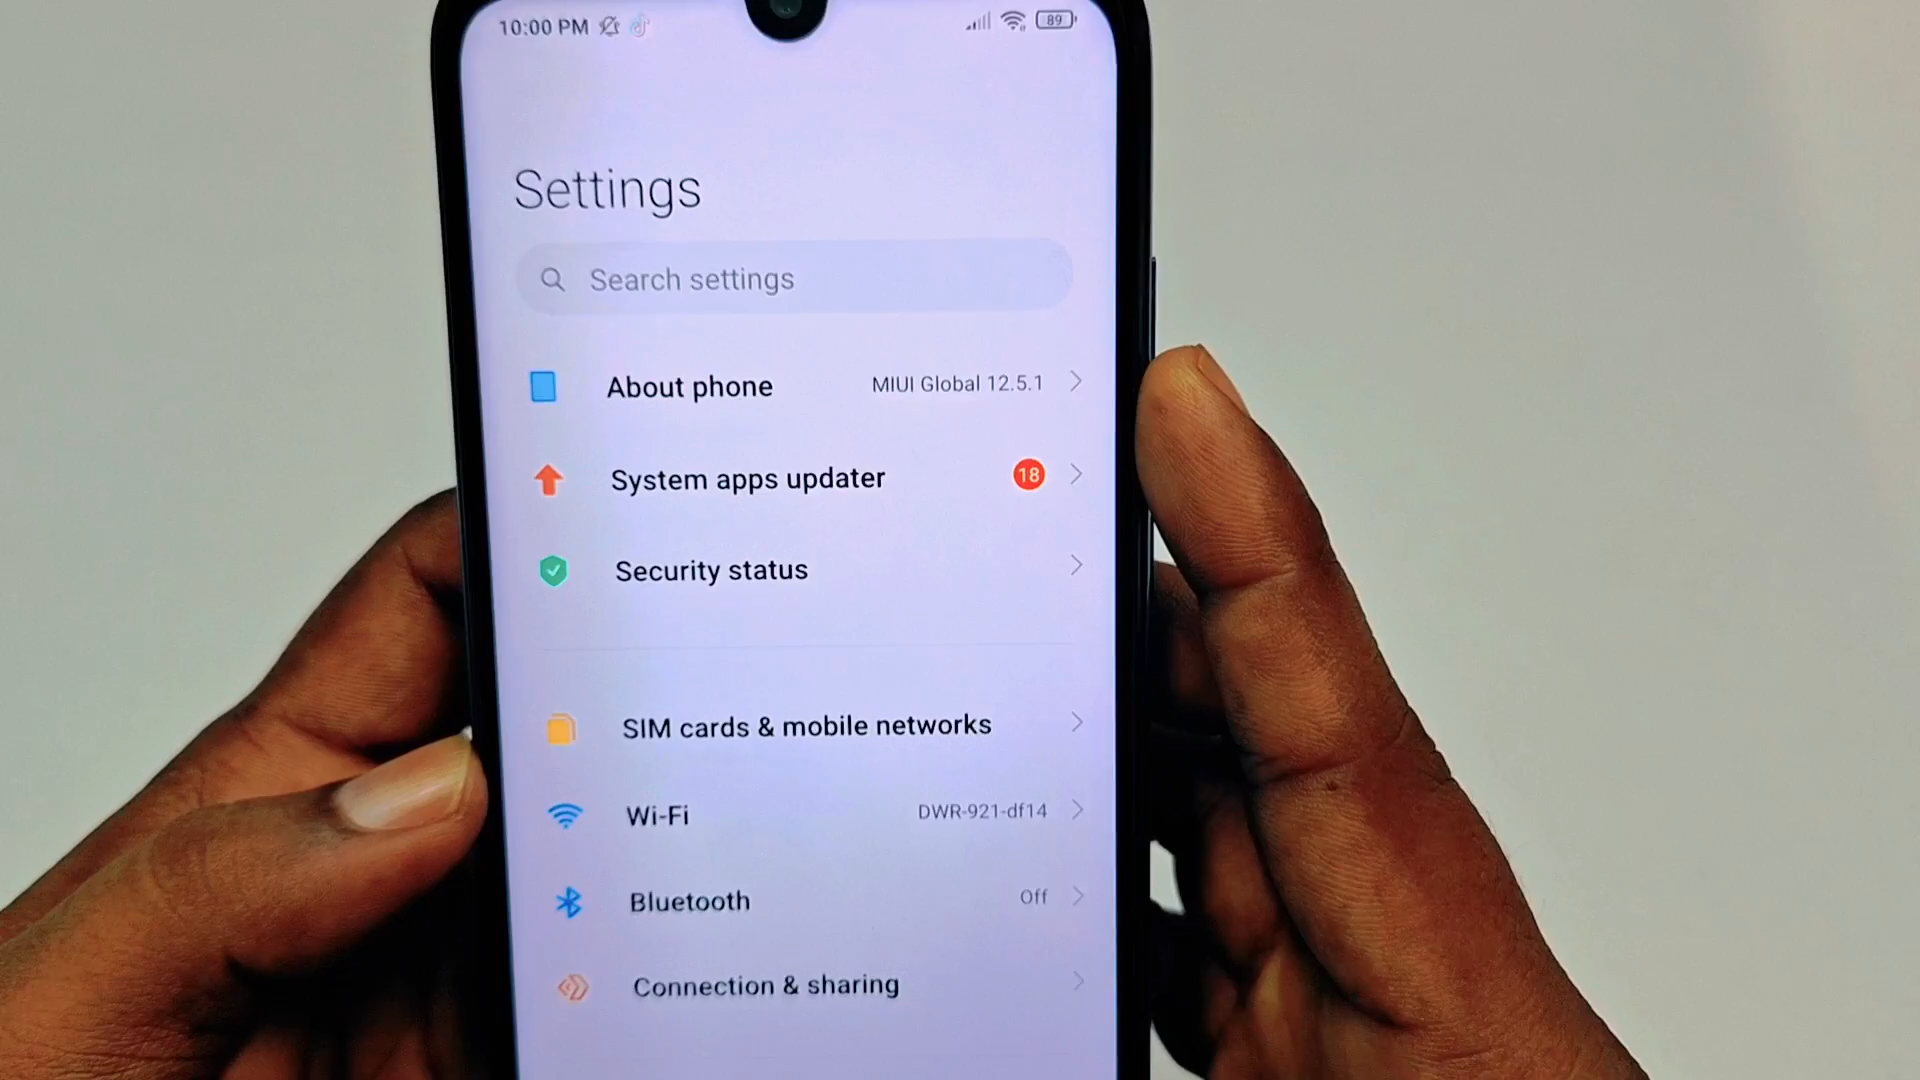 10:00 PM 89
Settings
Search settings
About phone MIUI Global 12.5.1
System apps updater 18
Security status
SIM cards & mobile networks
Wi-Fi DWR-921-df14
Bluetooth Off
Connection & sharing